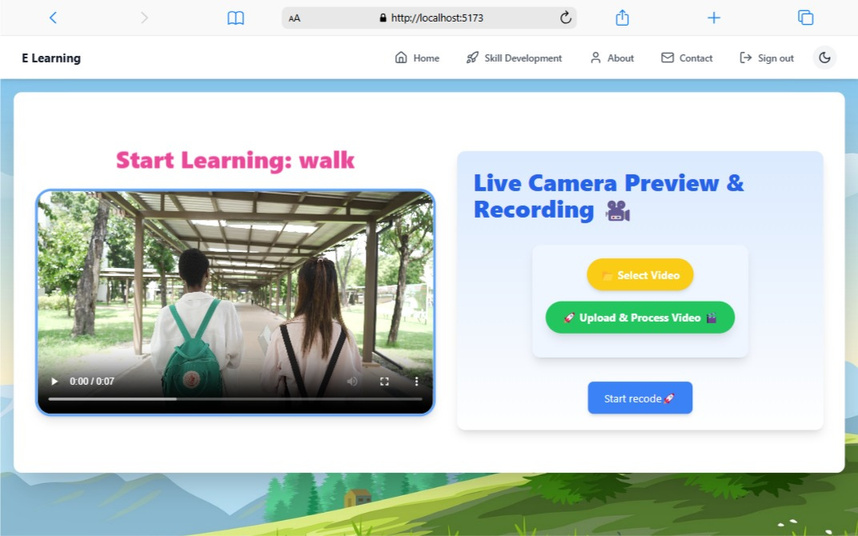 AA
http://localhost:5173
E Learning
Home
Skill Development
About
Contact
Sign out
Start Learning: walk
0:00 / 0:07
Live Camera Preview &
Recording 🎥
📁 Select Video
🚀 Upload & Process Video 🎬
Start recode🚀